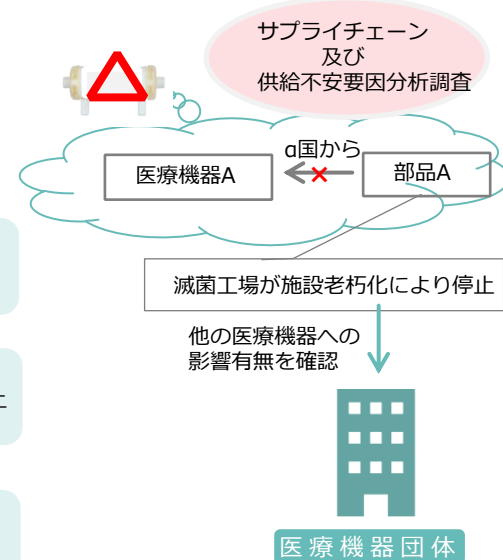 サプライチェーン
及び
供給不安要因分析調査
α国から
医療機器A
部品A
滅菌工場が施設老朽化により停止
他の医療機器への
影響有無を確認
医療機器団体